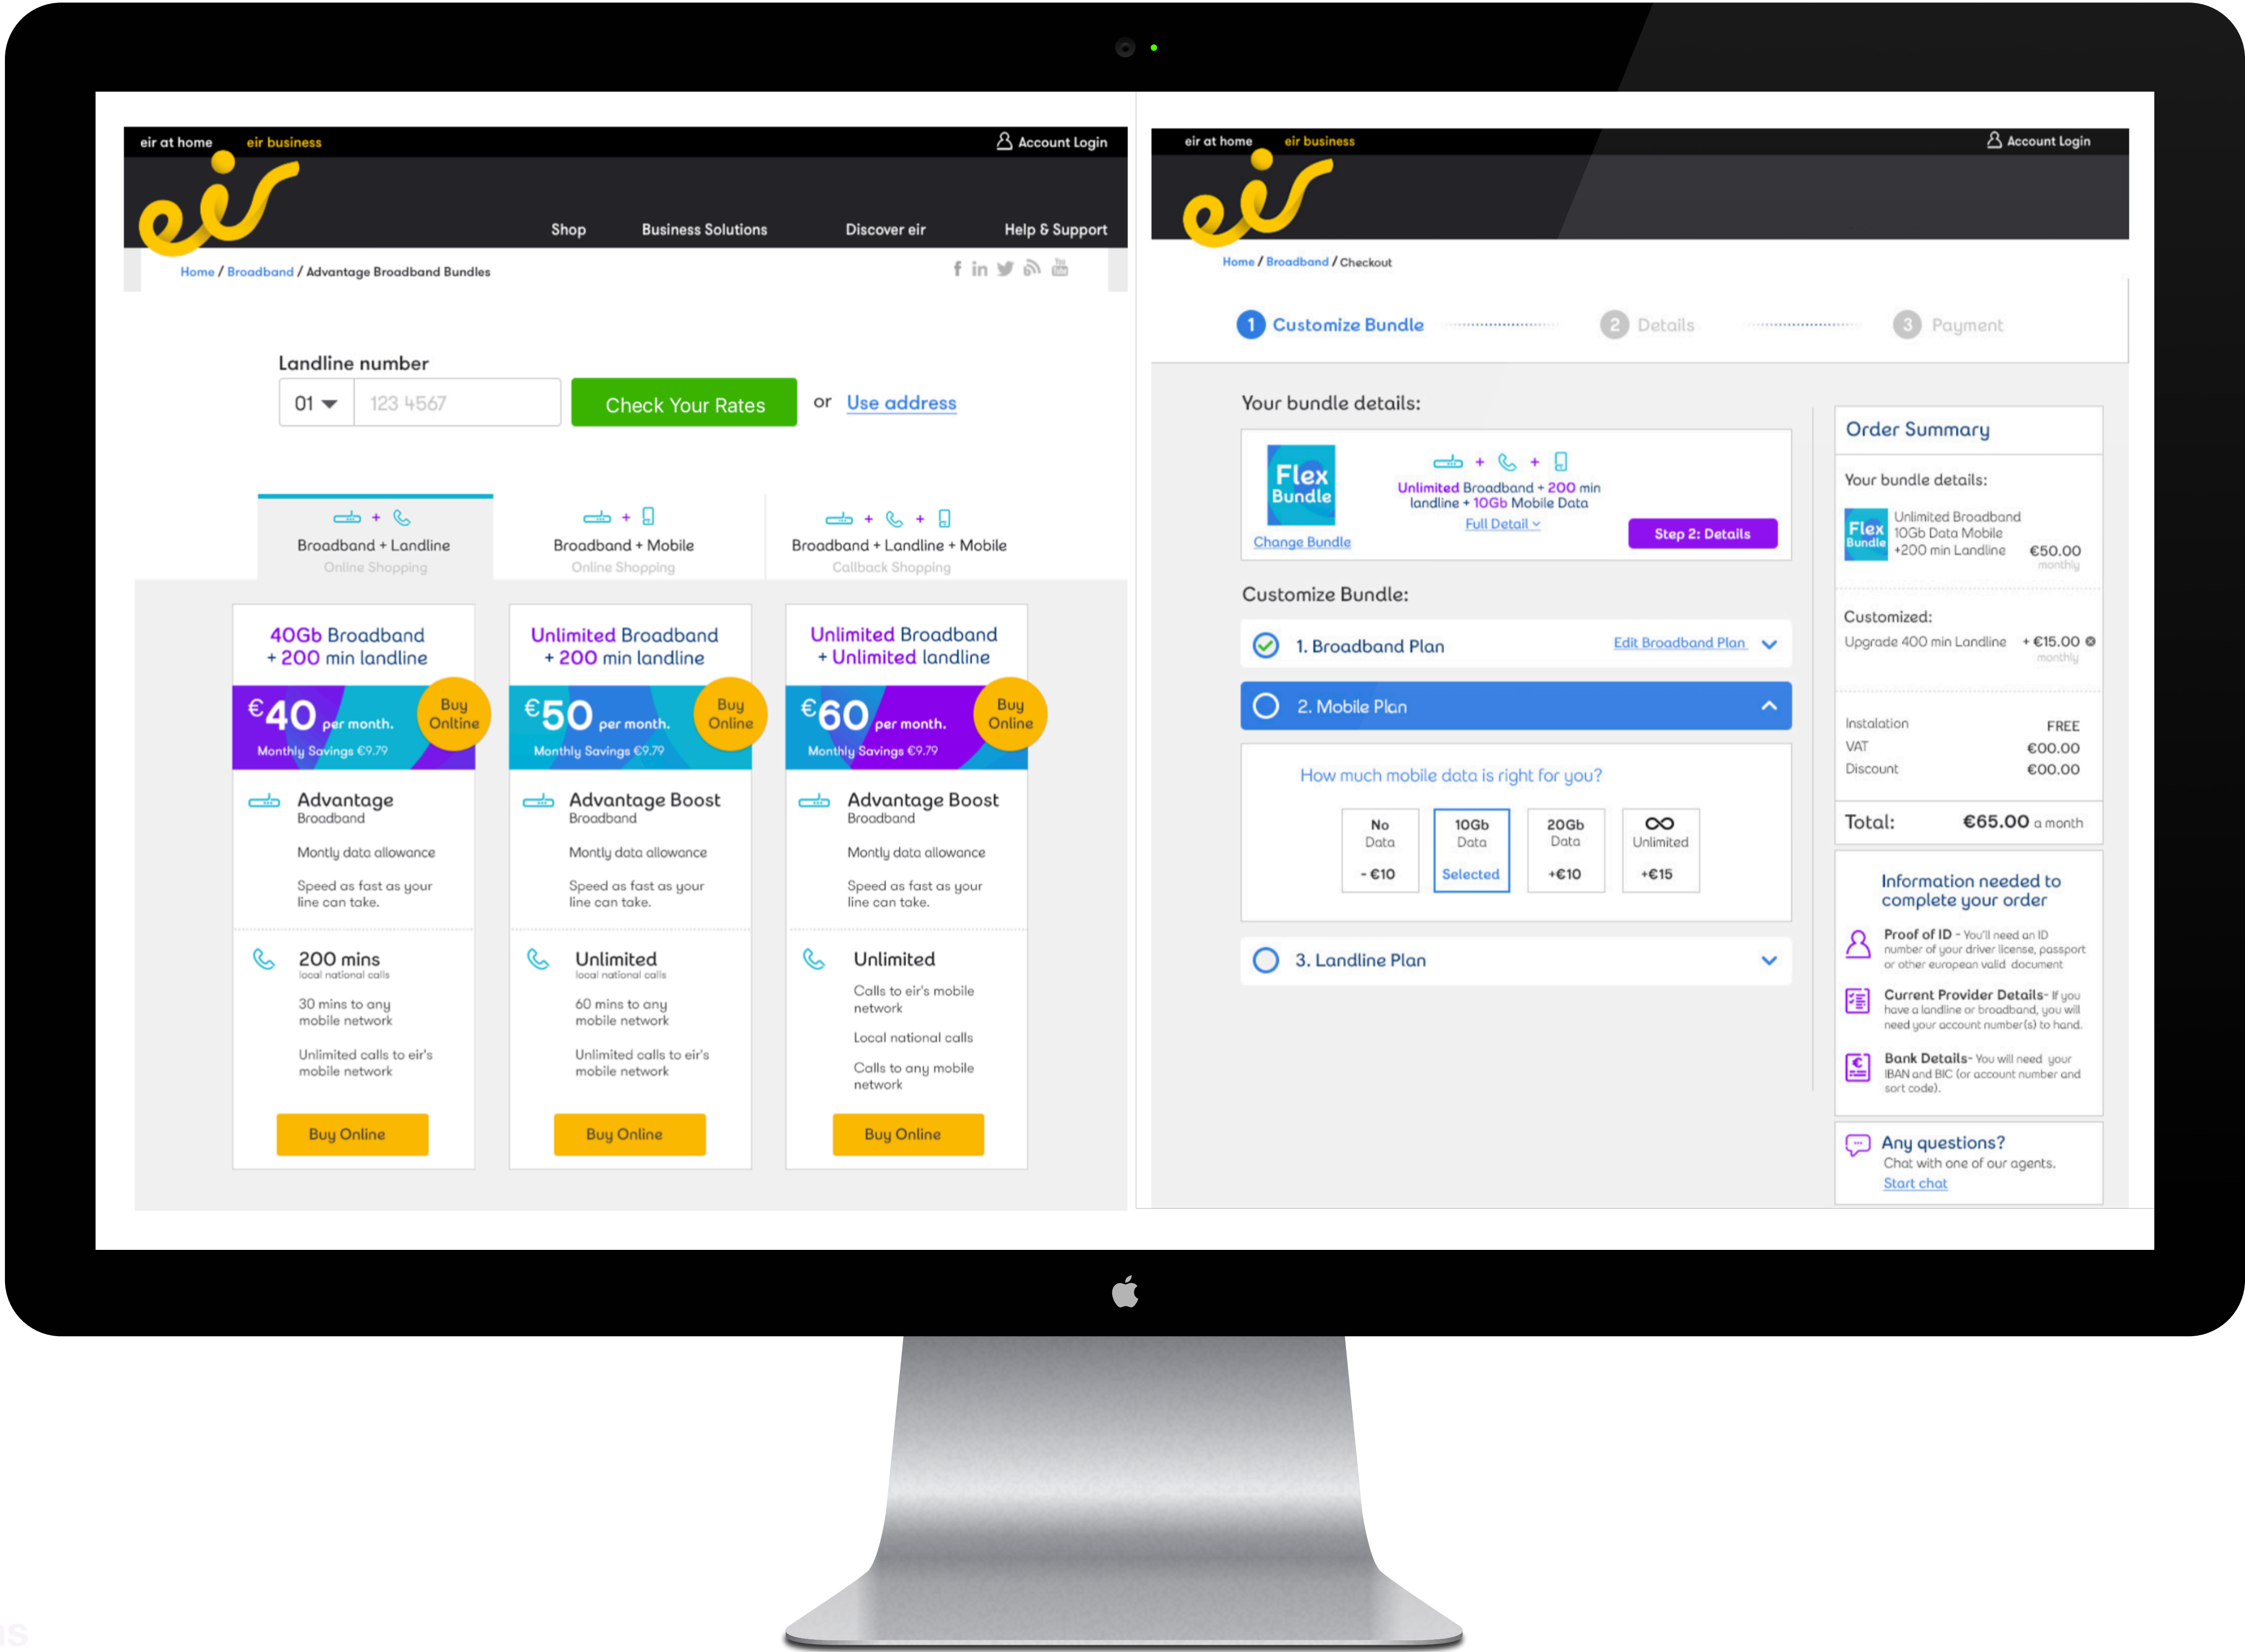 eir at home
eir business
Account Login
eir
Shop
Business Solutions
Discover eir
Help & Support
Home / Broadband / Advantage Broadband Bundles
f in You Tube
Landline number
01
123 4567
Check Your Rates
or
Use address
+
Broadband + Landline
Online Shopping
+
Broadband + Mobile
Online Shopping
+ +
Broadband + Landline + Mobile
Callback Shopping
40Gb Broadband
+ 200 min landline
€40 per month.
Monthly Savings €9.79
Buy
Onltine
Advantage
Broadband
Montly data allowance
Speed as fast as your
line can take.
200 mins
local national calls
30 mins to any
mobile network
Unlimited calls to eir's
mobile network
Buy Online
Unlimited Broadband
+ 200 min landline
€50 per month.
Monthly Savings €9.79
Buy
Online
Advantage Boost
Broadband
Montly data allowance
Speed as fast as your
line can take.
Unlimited
local national calls
60 mins to any
mobile network
Unlimited calls to eir's
mobile network
Buy Online
Unlimited Broadband
+ Unlimited landline
€60 per month.
Monthly Savings €9.79
Buy
Online
Advantage Boost
Broadband
Montly data allowance
Speed as fast as your
line can take.
Unlimited
Calls to eir's mobile
network
Local national calls
Calls to any mobile
network
Buy Online
eir at home
eir business
Account Login
eir
Home / Broadband / Checkout
1 Customize Bundle
2 Details
3 Payment
Your bundle details:
Flex
Bundle
Change Bundle
+ +
Unlimited Broadband + 200 min
landline + 10Gb Mobile Data
Full Detail
Step 2: Details
Customize Bundle:
1. Broadband Plan
Edit Broadband Plan
2. Mobile Plan
How much mobile data is right for you?
No
Data
- €10
10Gb
Data
Selected
20Gb
Data
+€10
∞
Unlimited
+€15
3. Landline Plan
Order Summary
Your bundle details:
Flex
Bundle
Unlimited Broadband
10Gb Data Mobile
+200 min Landline €50.00
monthly
Customized:
Upgrade 400 min Landline + €15.00
monthly
Instalation FREE
VAT €00.00
Discount €00.00
Total: €65.00 a month
Information needed to
complete your order
Proof of ID - You'll need an ID
number of your driver license, passport
or other european valid document
Current Provider Details- If you
have a landline or broadband, you will
need your account number(s) to hand.
Bank Details- You will need your
IBAN and BIC (or account number and
sort code).
Any questions?
Chat with one of our agents.
Start chat